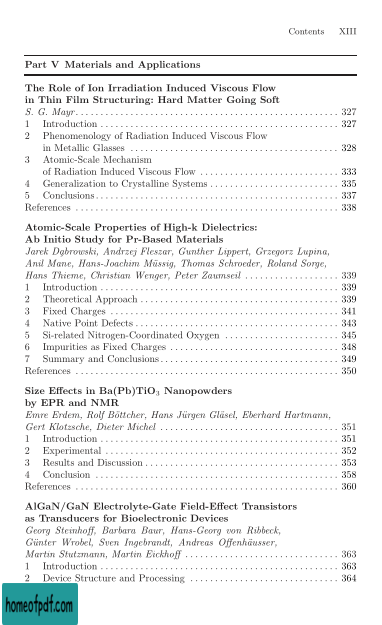 Contents XIII
Part V Materials and Applications
The Role of Ion Irradiation Induced Viscous Flow
in Thin Film Structuring: Hard Matter Going Soft
S. G. Mayr. . . . . . . . . . . . . . . . . . . . . . . . . . . . . . . . . . . . . . . . . . . . . . . . . . . . . 327
1 Introduction . . . . . . . . . . . . . . . . . . . . . . . . . . . . . . . . . . . . . . . . . . . . . . . . 327
2 Phenomenology of Radiation Induced Viscous Flow
in Metallic Glasses . . . . . . . . . . . . . . . . . . . . . . . . . . . . . . . . . . . . . . . . . . 328
3 Atomic-Scale Mechanism
of Radiation Induced Viscous Flow . . . . . . . . . . . . . . . . . . . . . . . . . . . . 333
4 Generalization to Crystalline Systems . . . . . . . . . . . . . . . . . . . . . . . . . . 335
5 Conclusions . . . . . . . . . . . . . . . . . . . . . . . . . . . . . . . . . . . . . . . . . . . . . . . . . 337
References . . . . . . . . . . . . . . . . . . . . . . . . . . . . . . . . . . . . . . . . . . . . . . . . . . . . . 338
Atomic-Scale Properties of High-k Dielectrics:
Ab Initio Study for Pr-Based Materials
Jarek Dąbrowski, Andrzej Fleszar, Gunther Lippert, Grzegorz Lupina,
Anil Mane, Hans-Joachim Müssig, Thomas Schroeder, Roland Sorge,
Hans Thieme, Christian Wenger, Peter Zaumseil . . . . . . . . . . . . . . . . . . . 339
1 Introduction . . . . . . . . . . . . . . . . . . . . . . . . . . . . . . . . . . . . . . . . . . . . . . . . 339
2 Theoretical Approach . . . . . . . . . . . . . . . . . . . . . . . . . . . . . . . . . . . . . . . . 339
3 Fixed Charges . . . . . . . . . . . . . . . . . . . . . . . . . . . . . . . . . . . . . . . . . . . . . . 341
4 Native Point Defects . . . . . . . . . . . . . . . . . . . . . . . . . . . . . . . . . . . . . . . . . 343
5 Si-related Nitrogen-Coordinated Oxygen . . . . . . . . . . . . . . . . . . . . . . . 345
6 Impurities as Fixed Charges . . . . . . . . . . . . . . . . . . . . . . . . . . . . . . . . . . 348
7 Summary and Conclusions . . . . . . . . . . . . . . . . . . . . . . . . . . . . . . . . . . . . 349
References . . . . . . . . . . . . . . . . . . . . . . . . . . . . . . . . . . . . . . . . . . . . . . . . . . . . . 350
Size Effects in Ba(Pb)TiO₃ Nanopowders
by EPR and NMR
Emre Erdem, Rolf Böttcher, Hans Jürgen Gläsel, Eberhard Hartmann,
Gert Klotzsche, Dieter Michel . . . . . . . . . . . . . . . . . . . . . . . . . . . . . . . . . . . . 351
1 Introduction . . . . . . . . . . . . . . . . . . . . . . . . . . . . . . . . . . . . . . . . . . . . . . . . 351
2 Experimental . . . . . . . . . . . . . . . . . . . . . . . . . . . . . . . . . . . . . . . . . . . . . . . 352
3 Results and Discussion . . . . . . . . . . . . . . . . . . . . . . . . . . . . . . . . . . . . . . . 353
4 Conclusion . . . . . . . . . . . . . . . . . . . . . . . . . . . . . . . . . . . . . . . . . . . . . . . . . 358
References . . . . . . . . . . . . . . . . . . . . . . . . . . . . . . . . . . . . . . . . . . . . . . . . . . . . . 360
AlGaN/GaN Electrolyte-Gate Field-Effect Transistors
as Transducers for Bioelectronic Devices
Georg Steinhoff, Barbara Baur, Hans-Georg von Ribbeck,
Günter Wrobel, Sven Ingebrandt, Andreas Offenhäusser,
Martin Stutzmann, Martin Eickhoff . . . . . . . . . . . . . . . . . . . . . . . . . . . . . . . 363
1 Introduction . . . . . . . . . . . . . . . . . . . . . . . . . . . . . . . . . . . . . . . . . . . . . . . . 363
2 Device Structure and Processing . . . . . . . . . . . . . . . . . . . . . . . . . . . . . . 364
homeofpdf.com